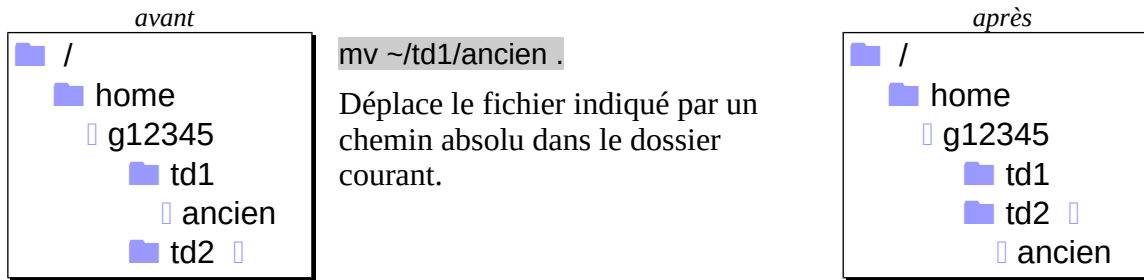 avant
/
home
g12345
td1
ancien
td2
mv ~/td1/ancien .
Déplace le fichier indiqué par un
chemin absolu dans le dossier
courant.
après
/
home
g12345
td1
td2
ancien